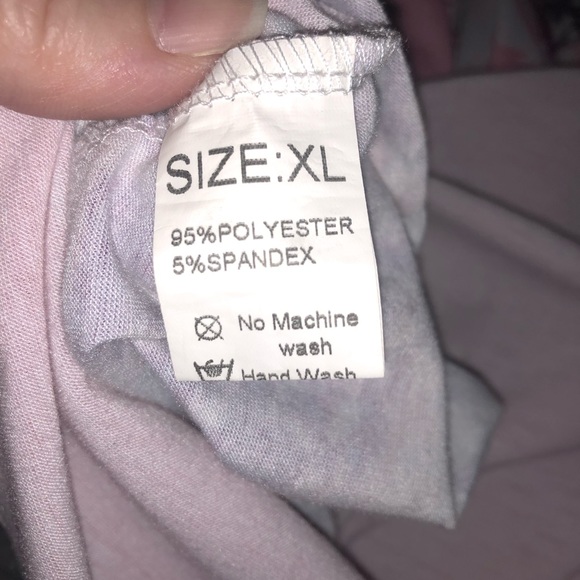 SIZE:XL
95%POLYESTER
5%SPANDEX
No Machine
wash
Hand Wash